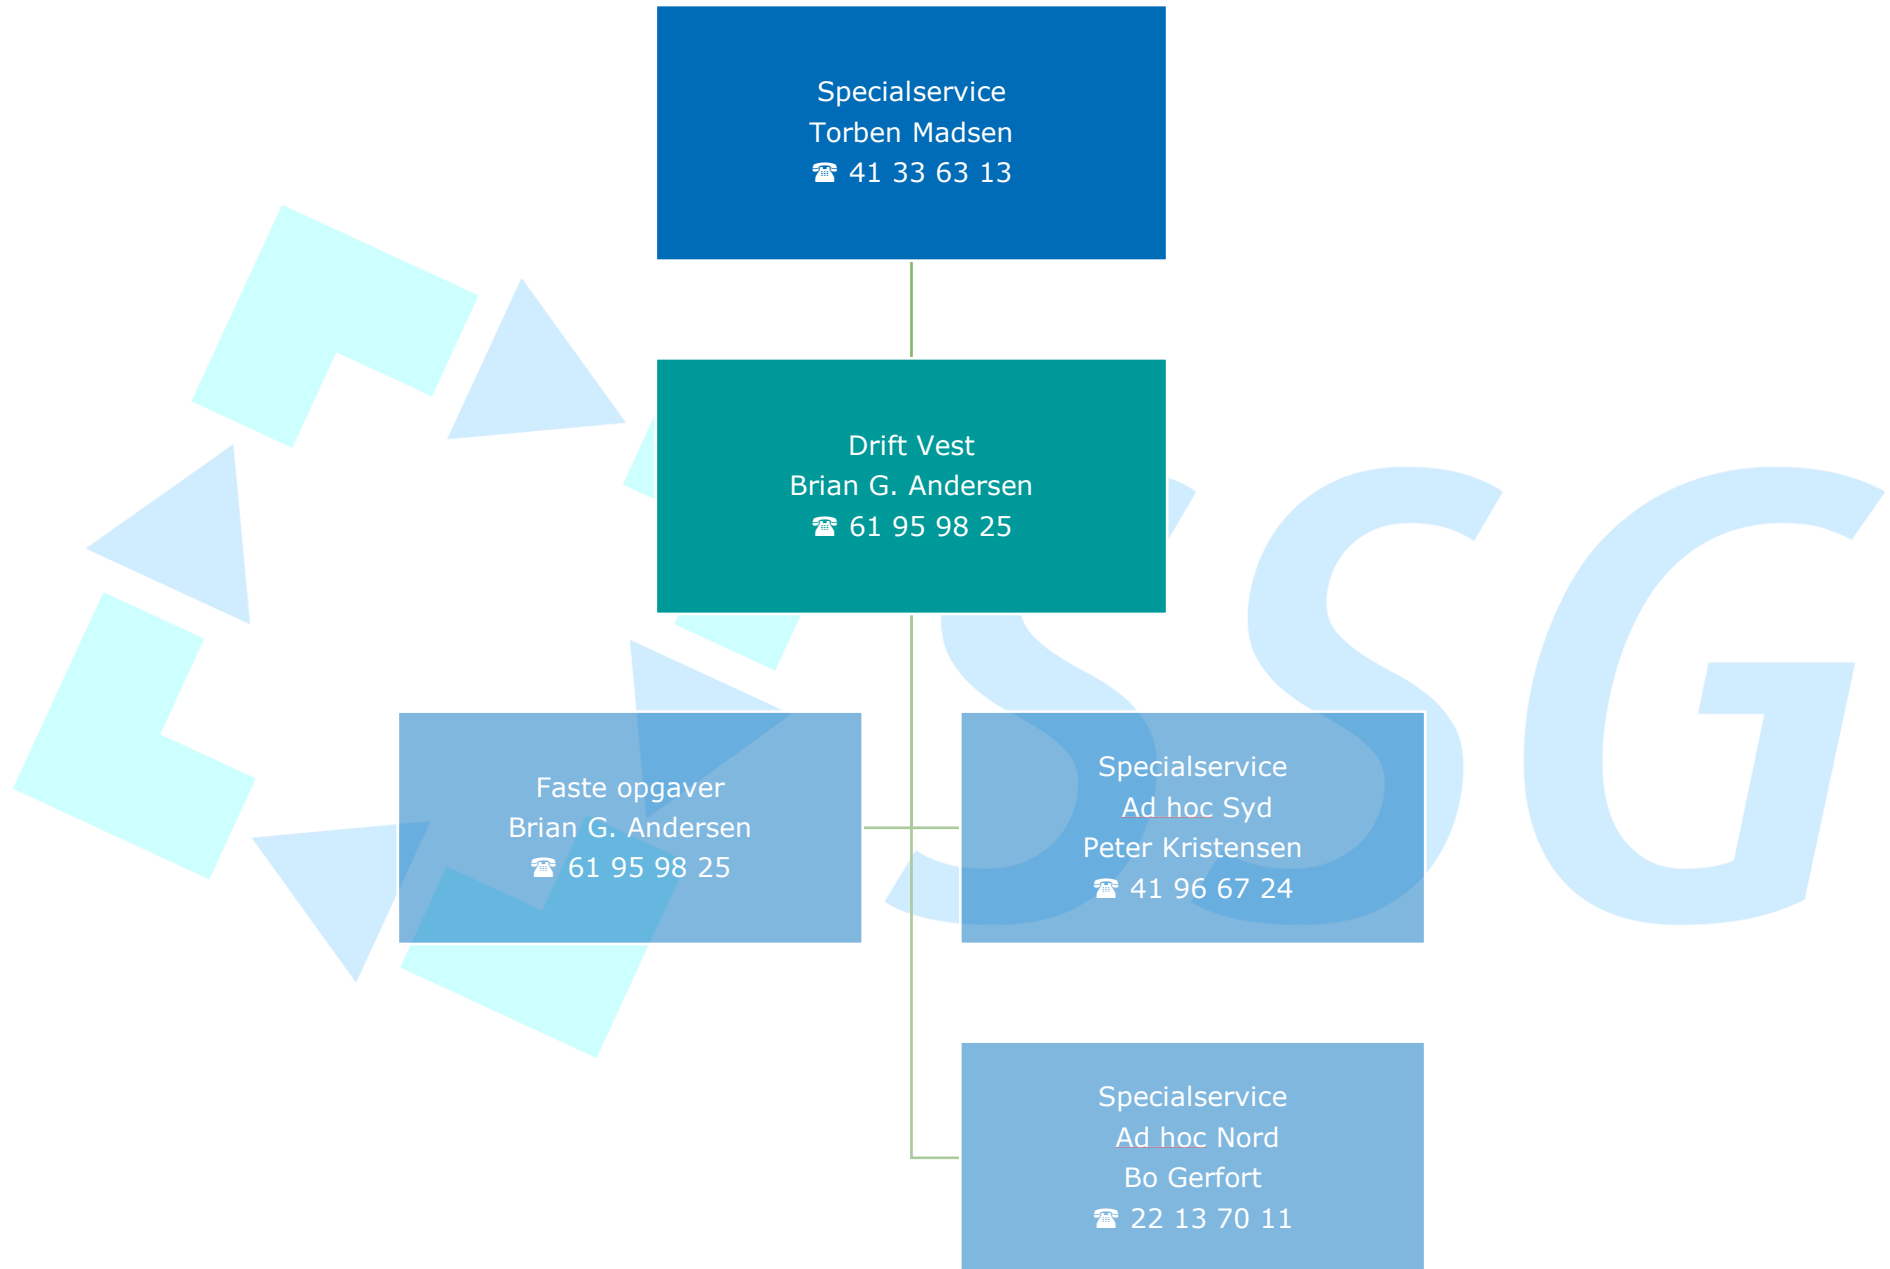 Specialservice
Torben Madsen
☎ 41 33 63 13
Drift Vest
Brian G. Andersen
☎ 61 95 98 25
Faste opgaver
Brian G. Andersen
☎ 61 95 98 25
Specialservice
Ad hoc Syd
Peter Kristensen
☎ 41 96 67 24
Specialservice
Ad hoc Nord
Bo Gerfort
☎ 22 13 70 11
SSG